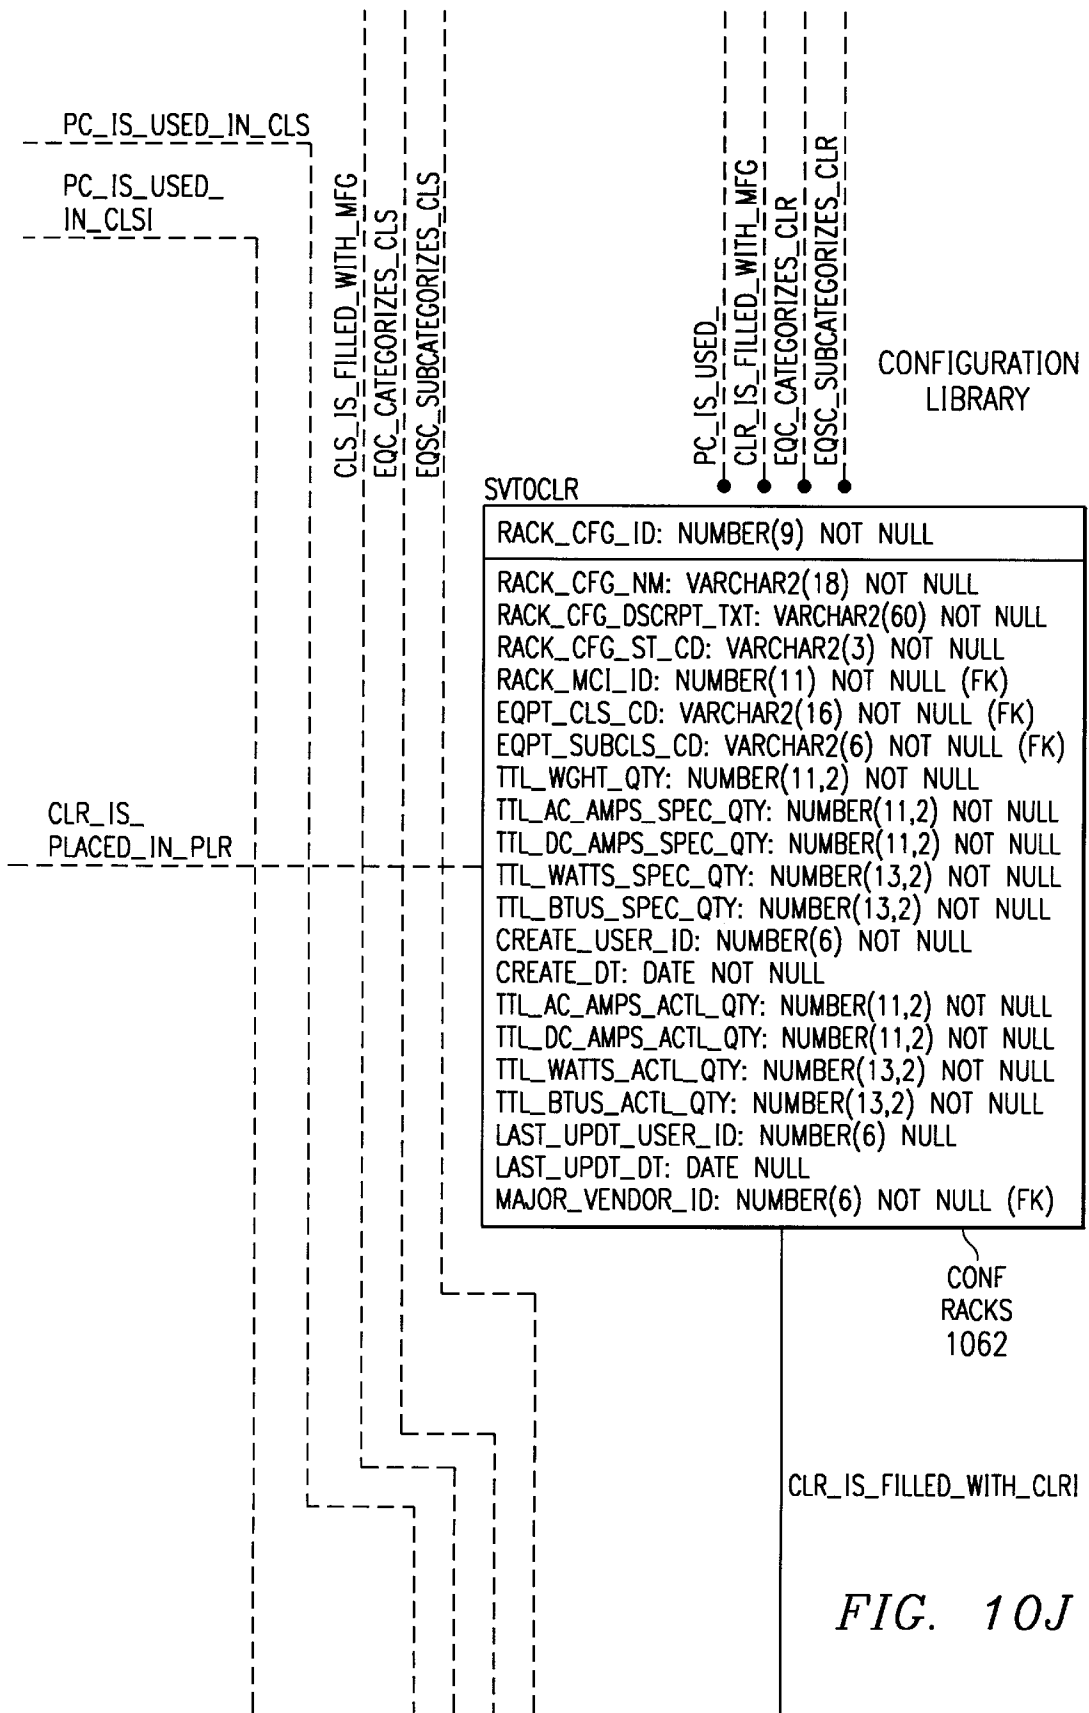 PC_IS_USED_IN_CLS
PC_IS_USED_
IN_CLSI
CLS_IS_FILLED_WITH_MFG
EQC_CATEGORIZES_CLS
EQSC_SUBCATEGORIZES_CLS
PC_IS_USED_
CLR_IS_FILLED_WITH_MFG
EQC_CATEGORIZES_CLR
EQSC_SUBCATEGORIZES_CLR
CONFIGURATION
LIBRARY
SVTOCLR
RACK_CFG_ID: NUMBER(9) NOT NULL
RACK_CFG_NM: VARCHAR2(18) NOT NULL
RACK_CFG_DSCRPT_TXT: VARCHAR2(60) NOT NULL
RACK_CFG_ST_CD: VARCHAR2(3) NOT NULL
RACK_MCI_ID: NUMBER(11) NOT NULL (FK)
EQPT_CLS_CD: VARCHAR2(16) NOT NULL (FK)
EQPT_SUBCLS_CD: VARCHAR2(6) NOT NULL (FK)
TTL_WGHT_QTY: NUMBER(11,2) NOT NULL
TTL_AC_AMPS_SPEC_QTY: NUMBER(11,2) NOT NULL
TTL_DC_AMPS_SPEC_QTY: NUMBER(11,2) NOT NULL
TTL_WATTS_SPEC_QTY: NUMBER(13,2) NOT NULL
TTL_BTUS_SPEC_QTY: NUMBER(13,2) NOT NULL
CREATE_USER_ID: NUMBER(6) NOT NULL
CREATE_DT: DATE NOT NULL
TTL_AC_AMPS_ACTL_QTY: NUMBER(11,2) NOT NULL
TTL_DC_AMPS_ACTL_QTY: NUMBER(11,2) NOT NULL
TTL_WATTS_ACTL_QTY: NUMBER(13,2) NOT NULL
TTL_BTUS_ACTL_QTY: NUMBER(13,2) NOT NULL
LAST_UPDT_USER_ID: NUMBER(6) NULL
LAST_UPDT_DT: DATE NULL
MAJOR_VENDOR_ID: NUMBER(6) NOT NULL (FK)
CLR_IS_
PLACED_IN_PLR
CONF
RACKS
1062
CLR_IS_FILLED_WITH_CLRI
FIG. 10J